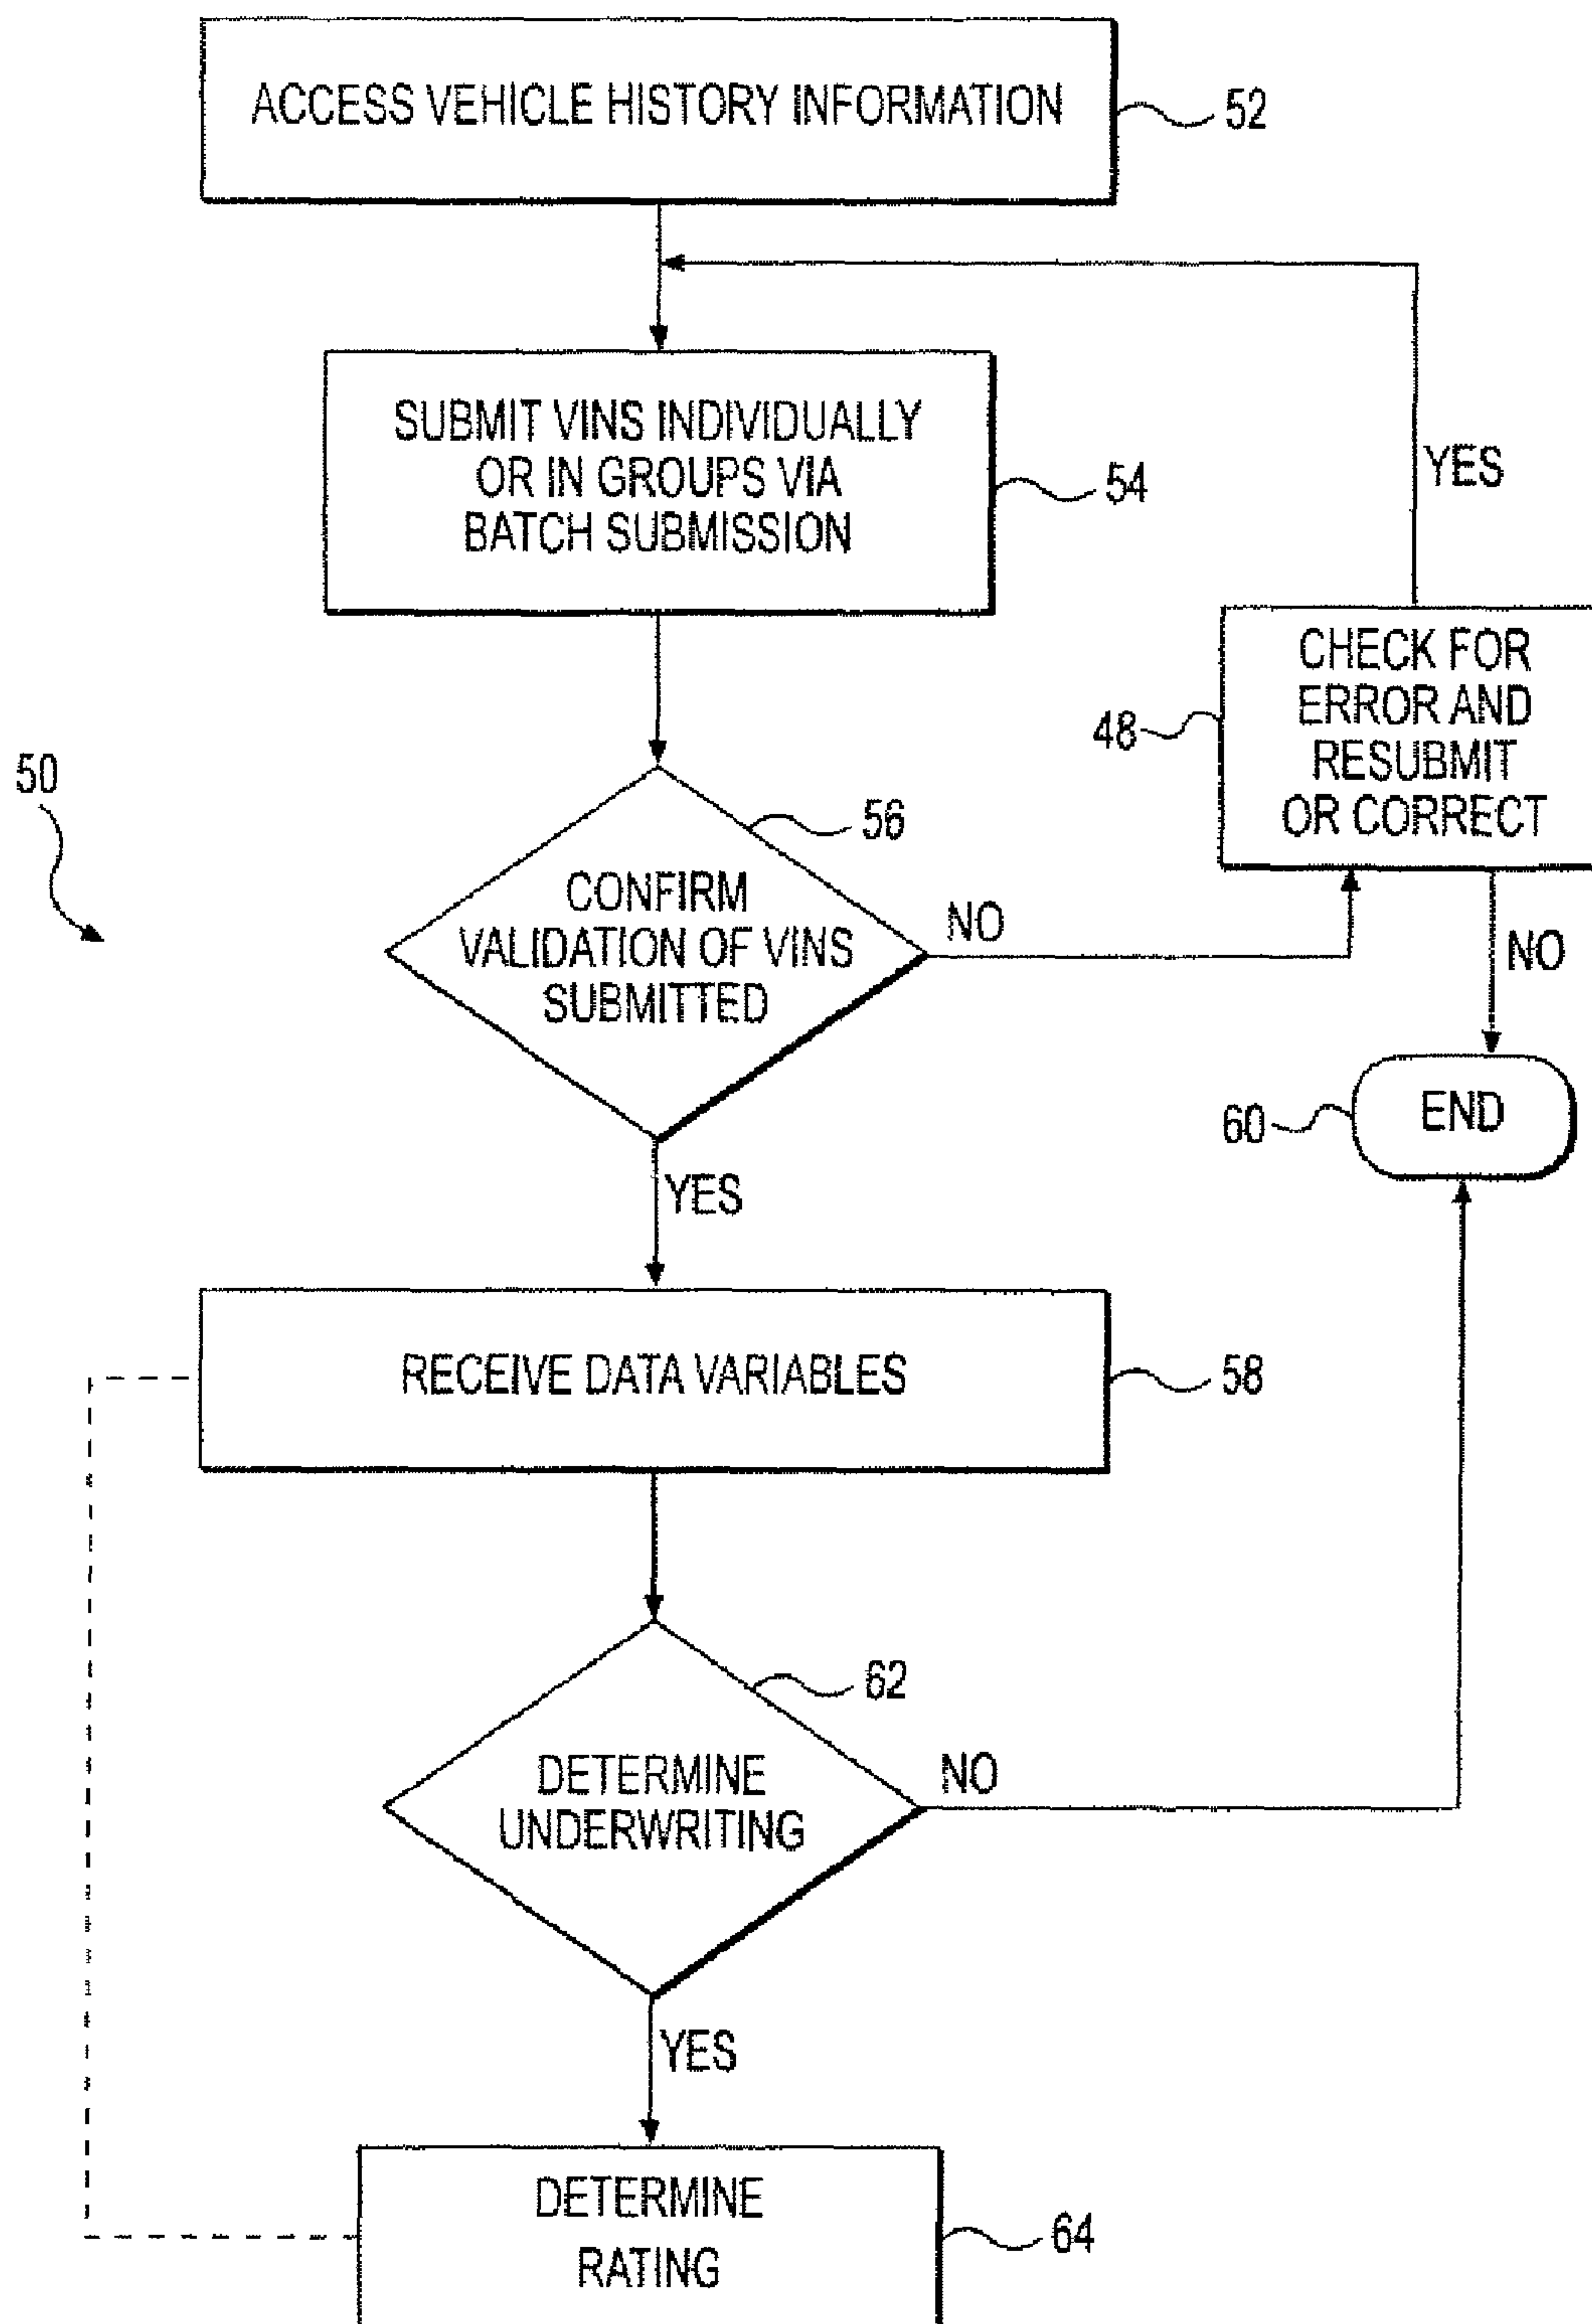 ACCESS VEHICLE HISTORY INFORMATION
52
SUBMIT VINS INDIVIDUALLY
OR IN GROUPS VIA
BATCH SUBMISSION
54
YES
CHECK FOR
ERROR AND
RESUBMIT
OR CORRECT
48
50
56
CONFIRM
VALIDATION OF VINS
SUBMITTED
NO
NO
YES
END
60
RECEIVE DATA VARIABLES
58
62
DETERMINE
UNDERWRITING
NO
YES
DETERMINE
RATING
64